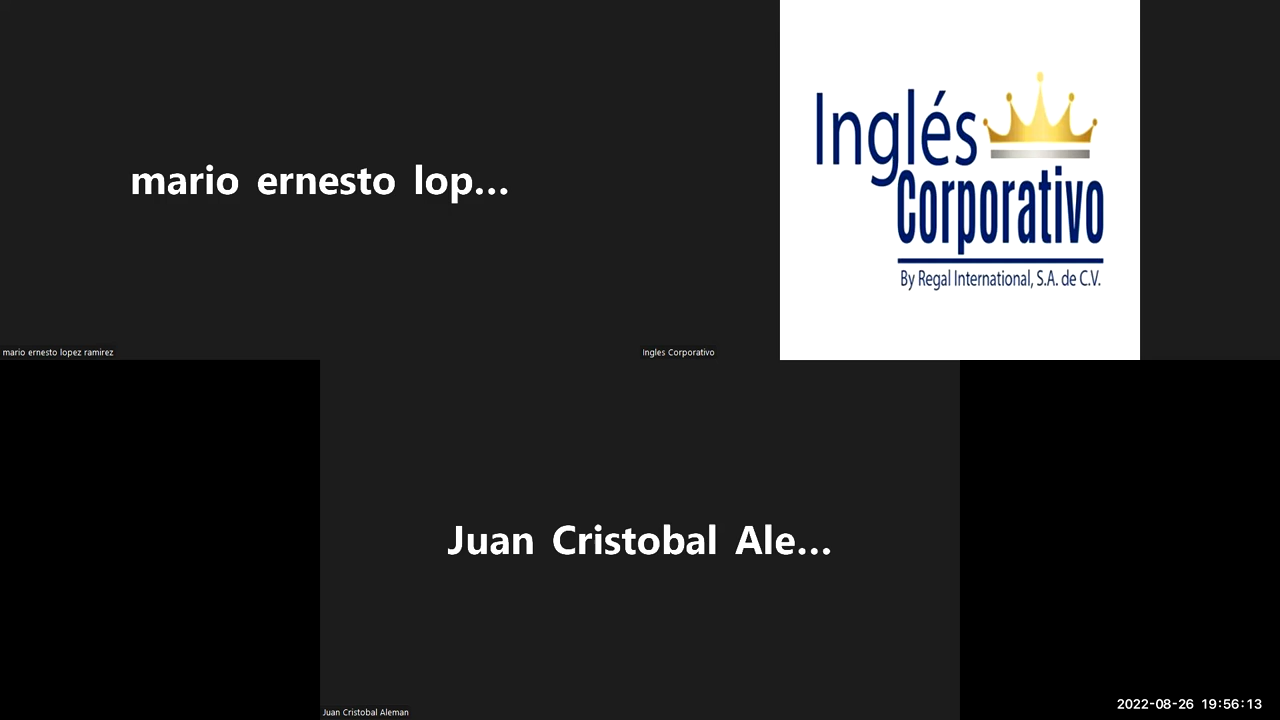 mario ernesto lop...
mario ernesto lopez ramirez
Inglés
Corporativo
By Regal International, S.A. de C.V.
Ingles Corporativo
Juan Cristobal Ale...
Juan Cristobal Aleman
2022-08-26 19:56:13